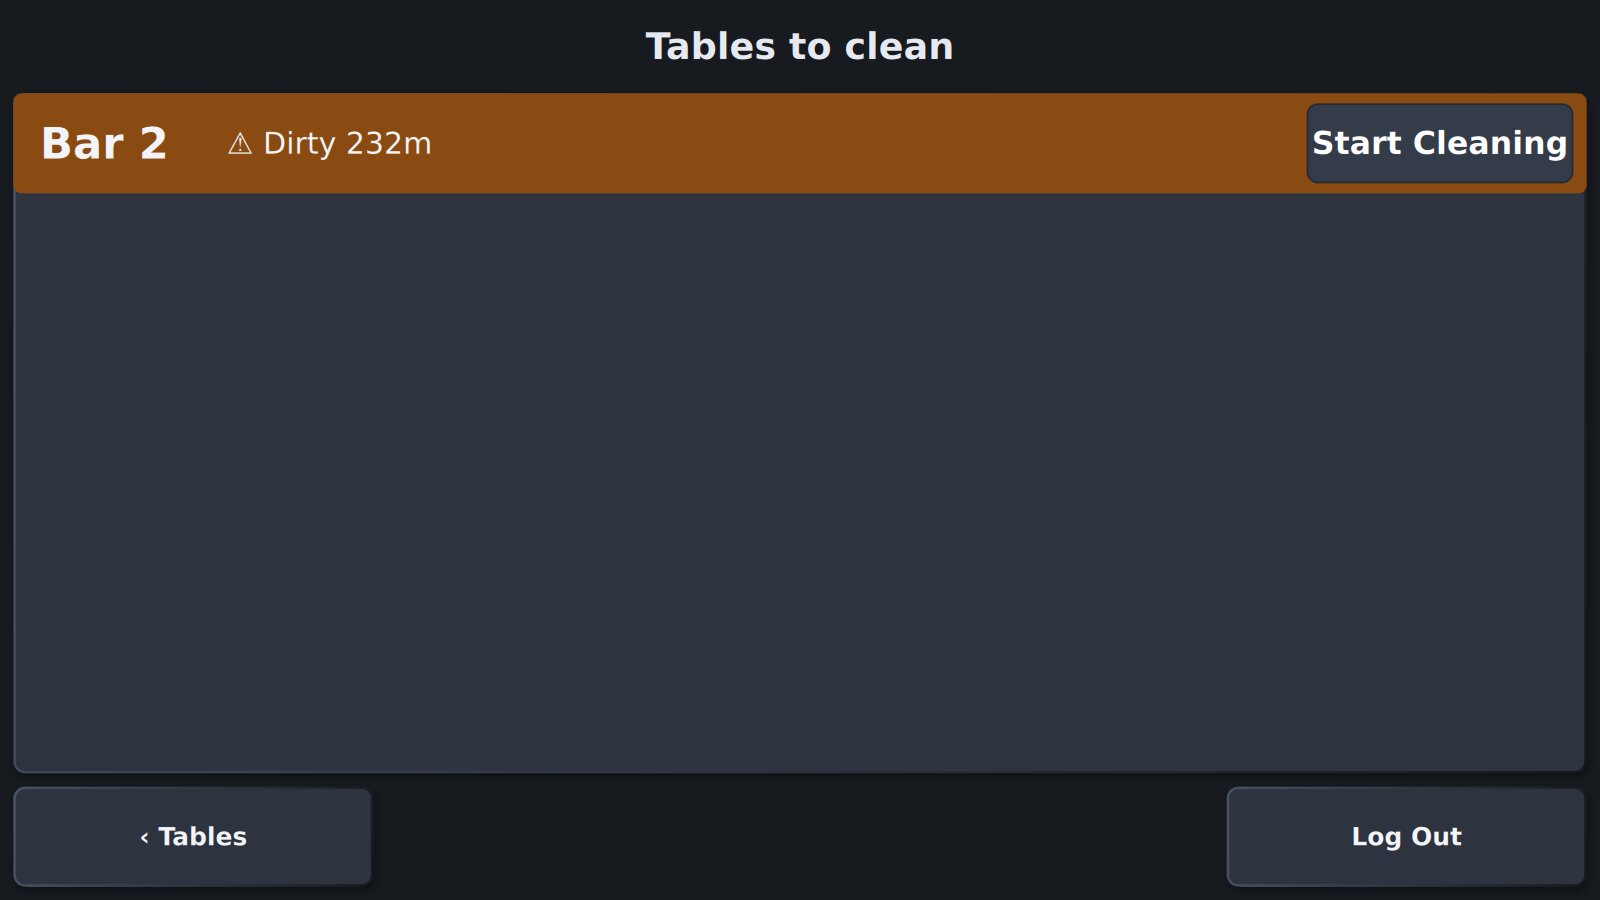 Tables to clean
Bar 2
⚠ Dirty 232m
Start Cleaning
‹ Tables
Log Out